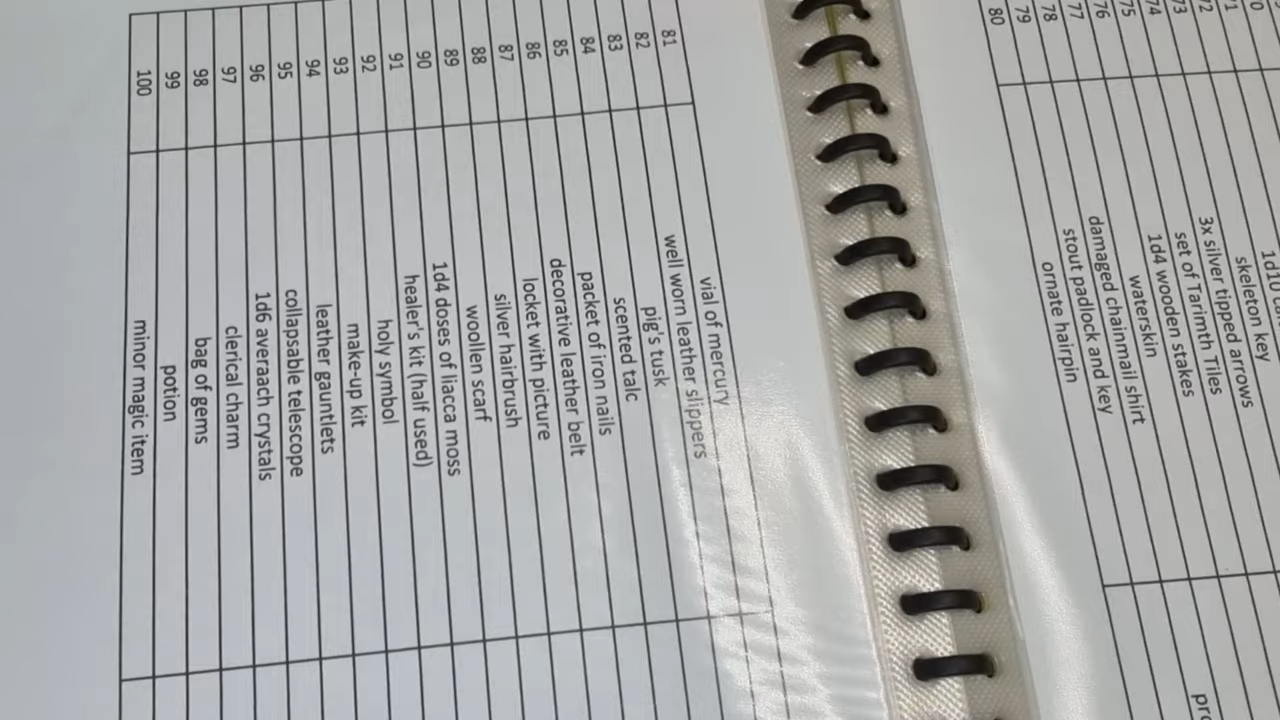 72 1d10
73 skeleton key
74 3x silver tipped arrows
75 set of Tarimth Tiles
76 1d4 wooden stakes
77 waterskin
78 damaged chainmail shirt
79 stout padlock and key
80 ornate hairpin
81 vial of mercury
82 well worn leather slippers
83 pig's tusk
84 scented talc
85 packet of iron nails
86 decorative leather belt
87 locket with picture
88 silver hairbrush
89 woollen scarf
90 1d4 doses of liacca moss
91 healer's kit (half used)
92 holy symbol
93 make-up kit
94 leather gauntlets
95 collapsable telescope
96 1d6 averaach crystals
97 clerical charm
98 bag of gems
99 potion
100 minor magic item